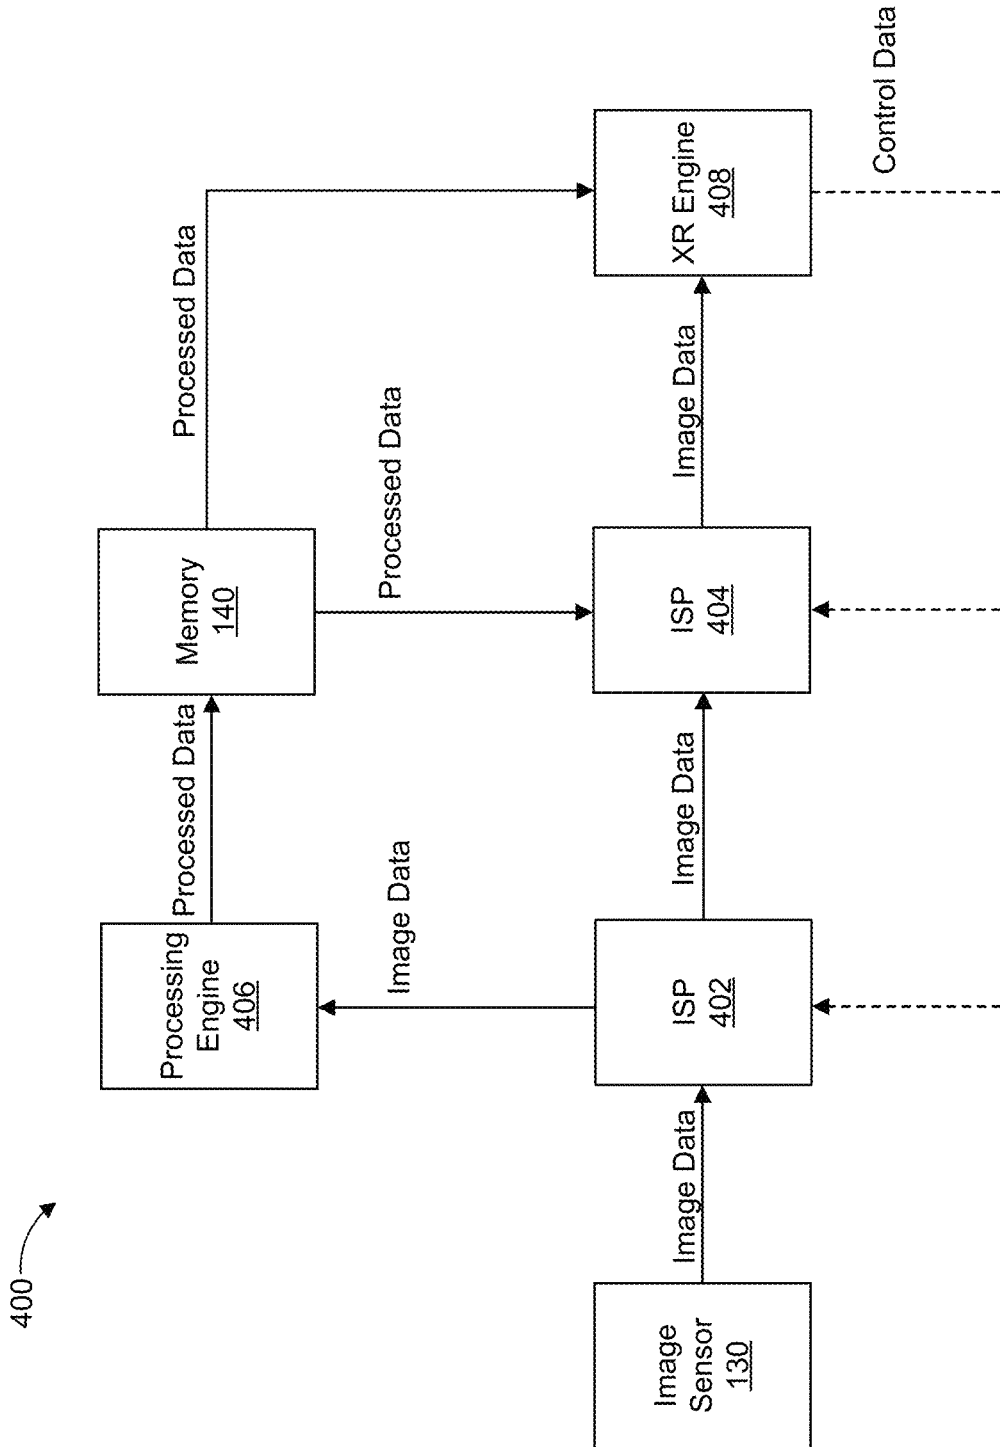 400
Processed Data
Processing
Engine
406
Processed Data
Memory
140
Image Data
Processed Data
Image
Sensor
130
Image Data
ISP
402
Image Data
ISP
404
Image Data
XR Engine
408
Control Data